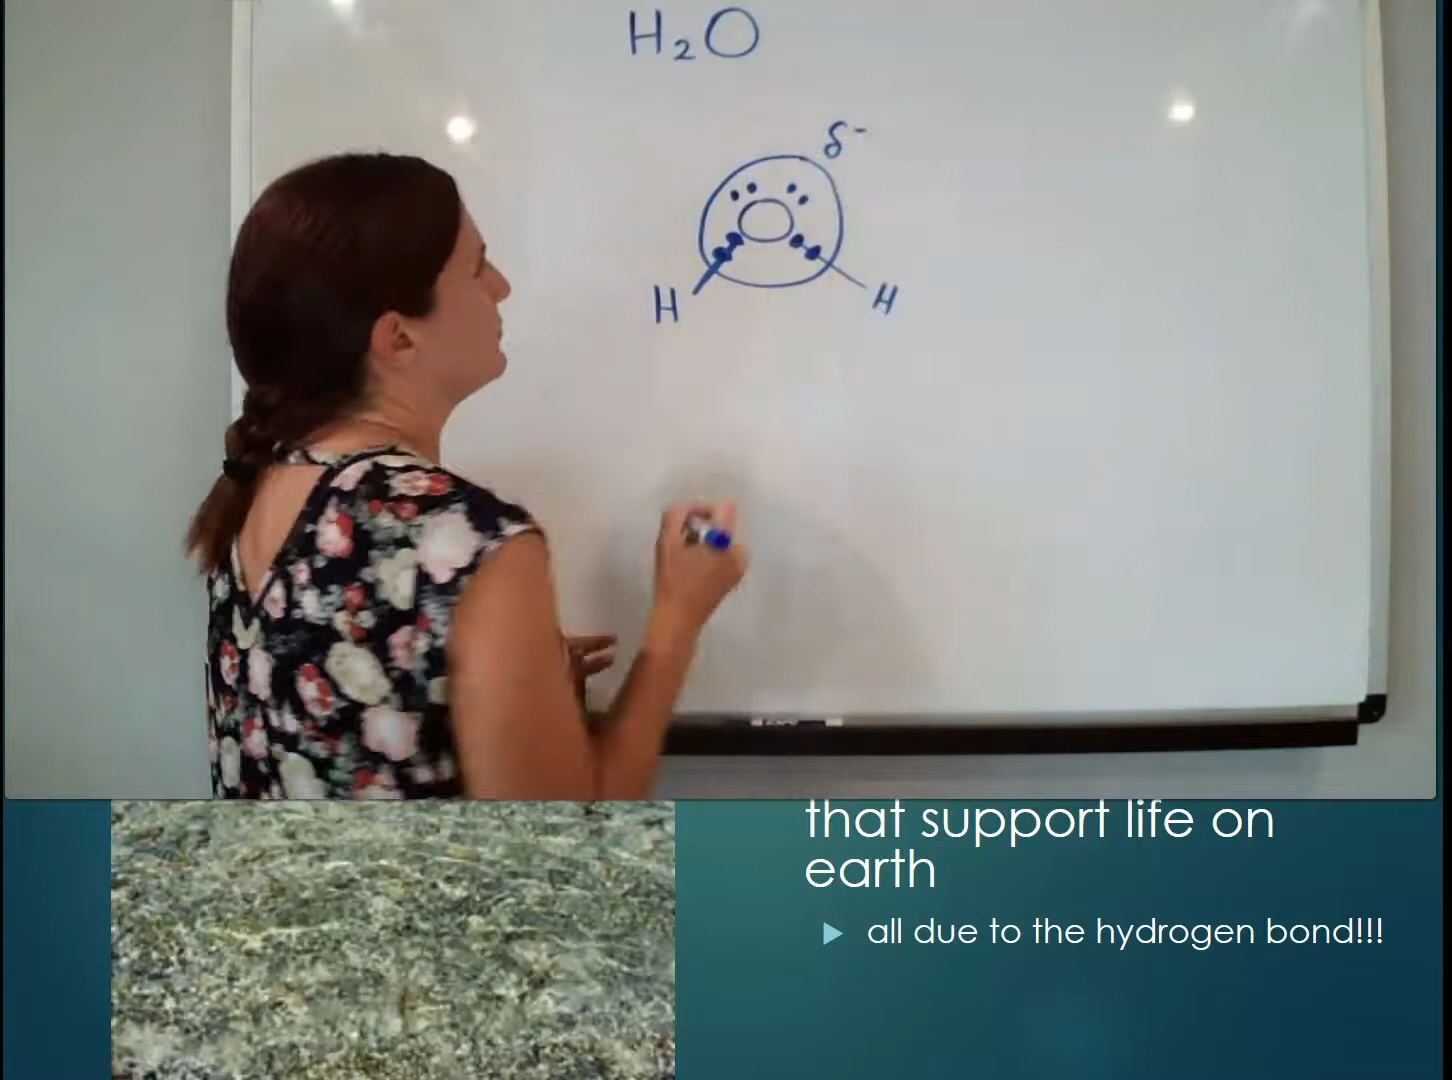 H₂O
δ⁻
H
H
that support life on
earth
▶ all due to the hydrogen bond!!!